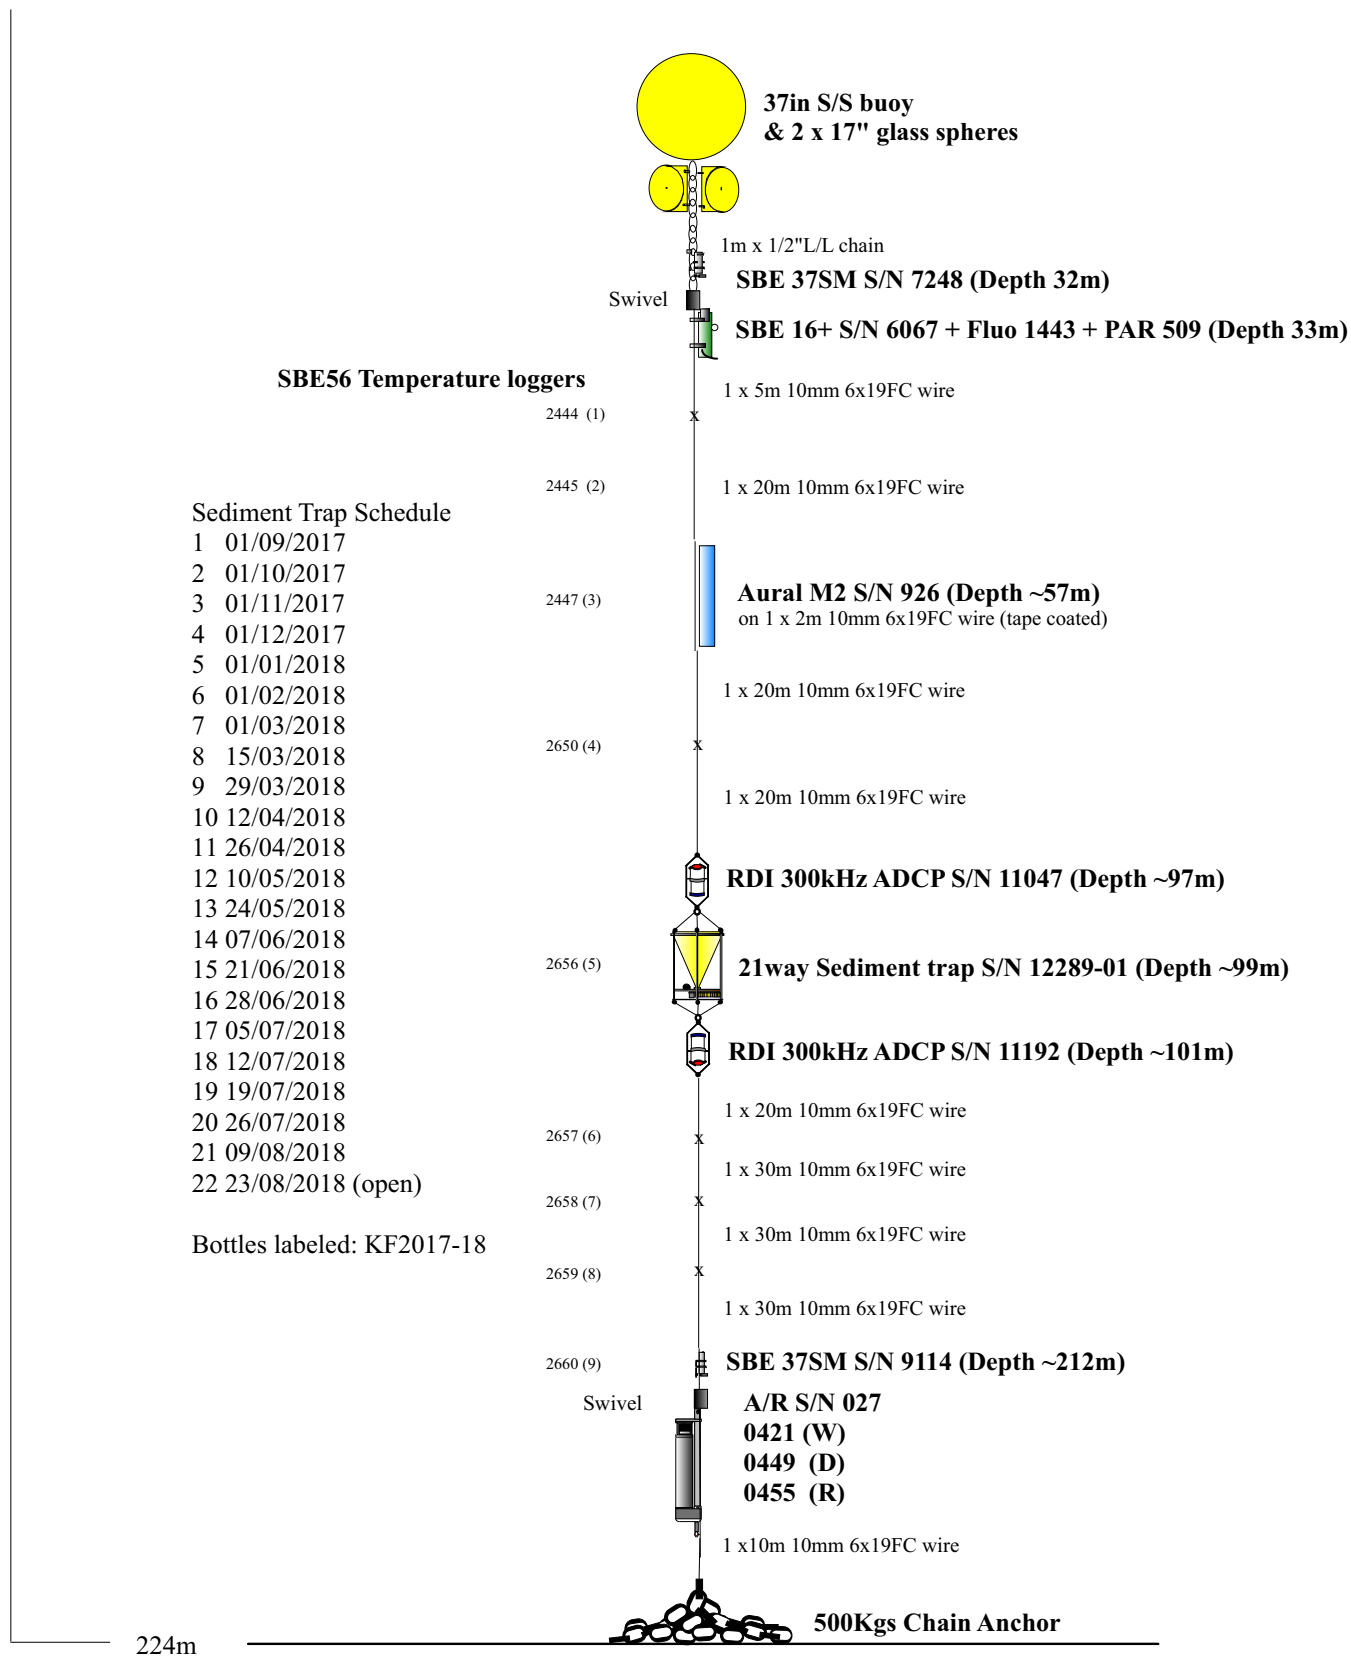 37in S/S buoy
& 2 x 17" glass spheres
1m x 1/2"L/L chain
SBE 37SM S/N 7248 (Depth 32m)
Swivel
SBE 16+ S/N 6067 + Fluo 1443 + PAR 509 (Depth 33m)
SBE56 Temperature loggers
1 x 5m 10mm 6x19FC wire
2444 (1)
x
2445 (2)
1 x 20m 10mm 6x19FC wire
Sediment Trap Schedule
1 01/09/2017
2 01/10/2017
3 01/11/2017
4 01/12/2017
5 01/01/2018
6 01/02/2018
7 01/03/2018
8 15/03/2018
9 29/03/2018
10 12/04/2018
11 26/04/2018
12 10/05/2018
13 24/05/2018
14 07/06/2018
15 21/06/2018
16 28/06/2018
17 05/07/2018
18 12/07/2018
19 19/07/2018
20 26/07/2018
21 09/08/2018
22 23/08/2018 (open)
Bottles labeled: KF2017-18
2447 (3)
Aural M2 S/N 926 (Depth ~57m)
on 1 x 2m 10mm 6x19FC wire (tape coated)
1 x 20m 10mm 6x19FC wire
2650 (4)
x
1 x 20m 10mm 6x19FC wire
RDI 300kHz ADCP S/N 11047 (Depth ~97m)
2656 (5)
21way Sediment trap S/N 12289-01 (Depth ~99m)
RDI 300kHz ADCP S/N 11192 (Depth ~101m)
1 x 20m 10mm 6x19FC wire
2657 (6)
x
1 x 30m 10mm 6x19FC wire
2658 (7)
x
1 x 30m 10mm 6x19FC wire
2659 (8)
x
1 x 30m 10mm 6x19FC wire
2660 (9)
SBE 37SM S/N 9114 (Depth ~212m)
Swivel
A/R S/N 027
0421 (W)
0449 (D)
0455 (R)
1 x10m 10mm 6x19FC wire
500Kgs Chain Anchor
224m